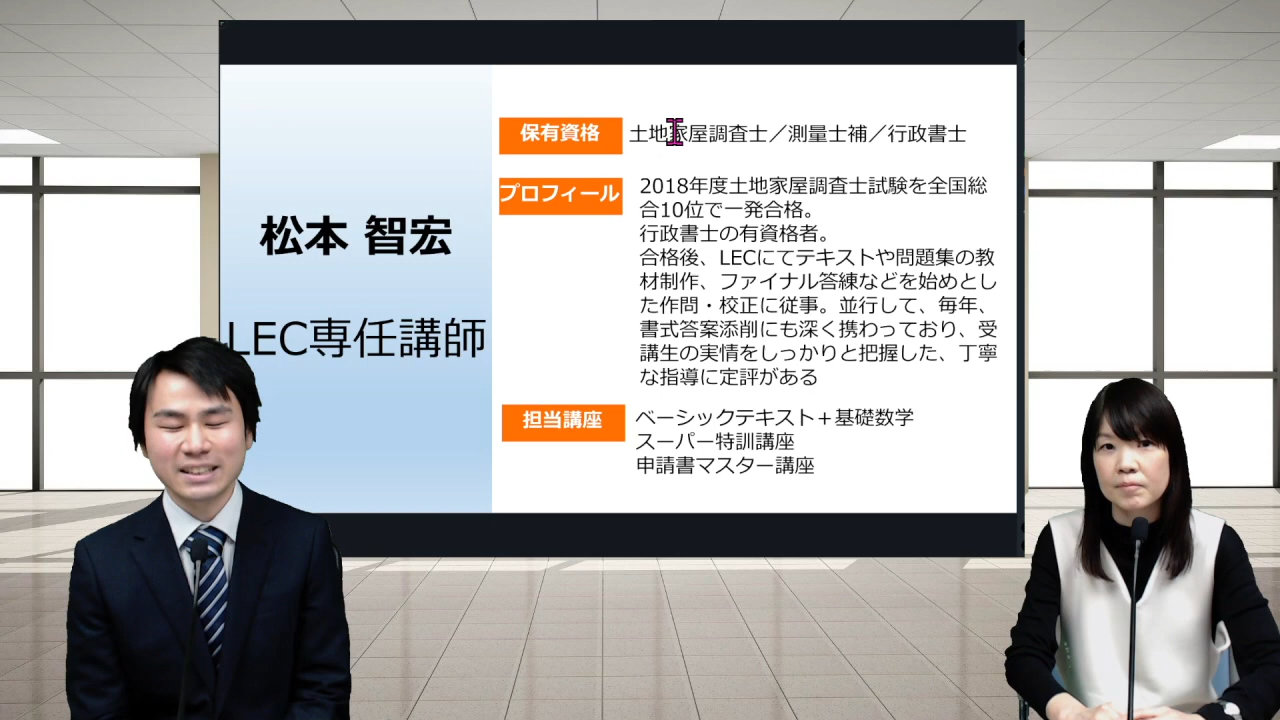 松本 智宏
LEC専任講師
保有資格
土地家屋調査士／測量士補／行政書士
プロフィール
2018年度土地家屋調査士試験を全国総
合10位で一発合格。
行政書士の有資格者。
合格後、LECにてテキストや問題集の教
材制作、ファイナル答練などを始めとし
た作問・校正に従事。並行して、毎年、
書式答案添削にも深く携わっており、受
講生の実情をしっかりと把握した、丁寧
な指導に定評がある
担当講座
ベーシックテキスト＋基礎数学
スーパー特訓講座
申請書マスター講座